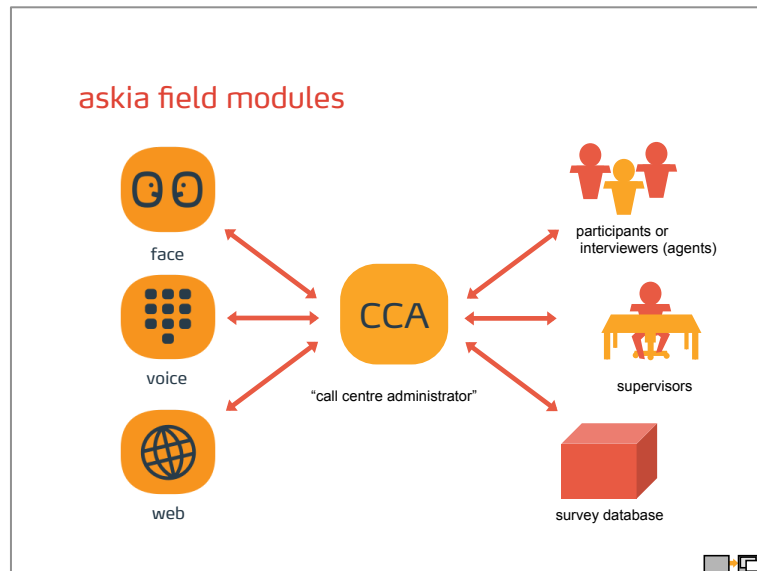 askia field modules
face
voice
web
CCA
“call centre administrator”
participants or
interviewers (agents)
supervisors
survey database